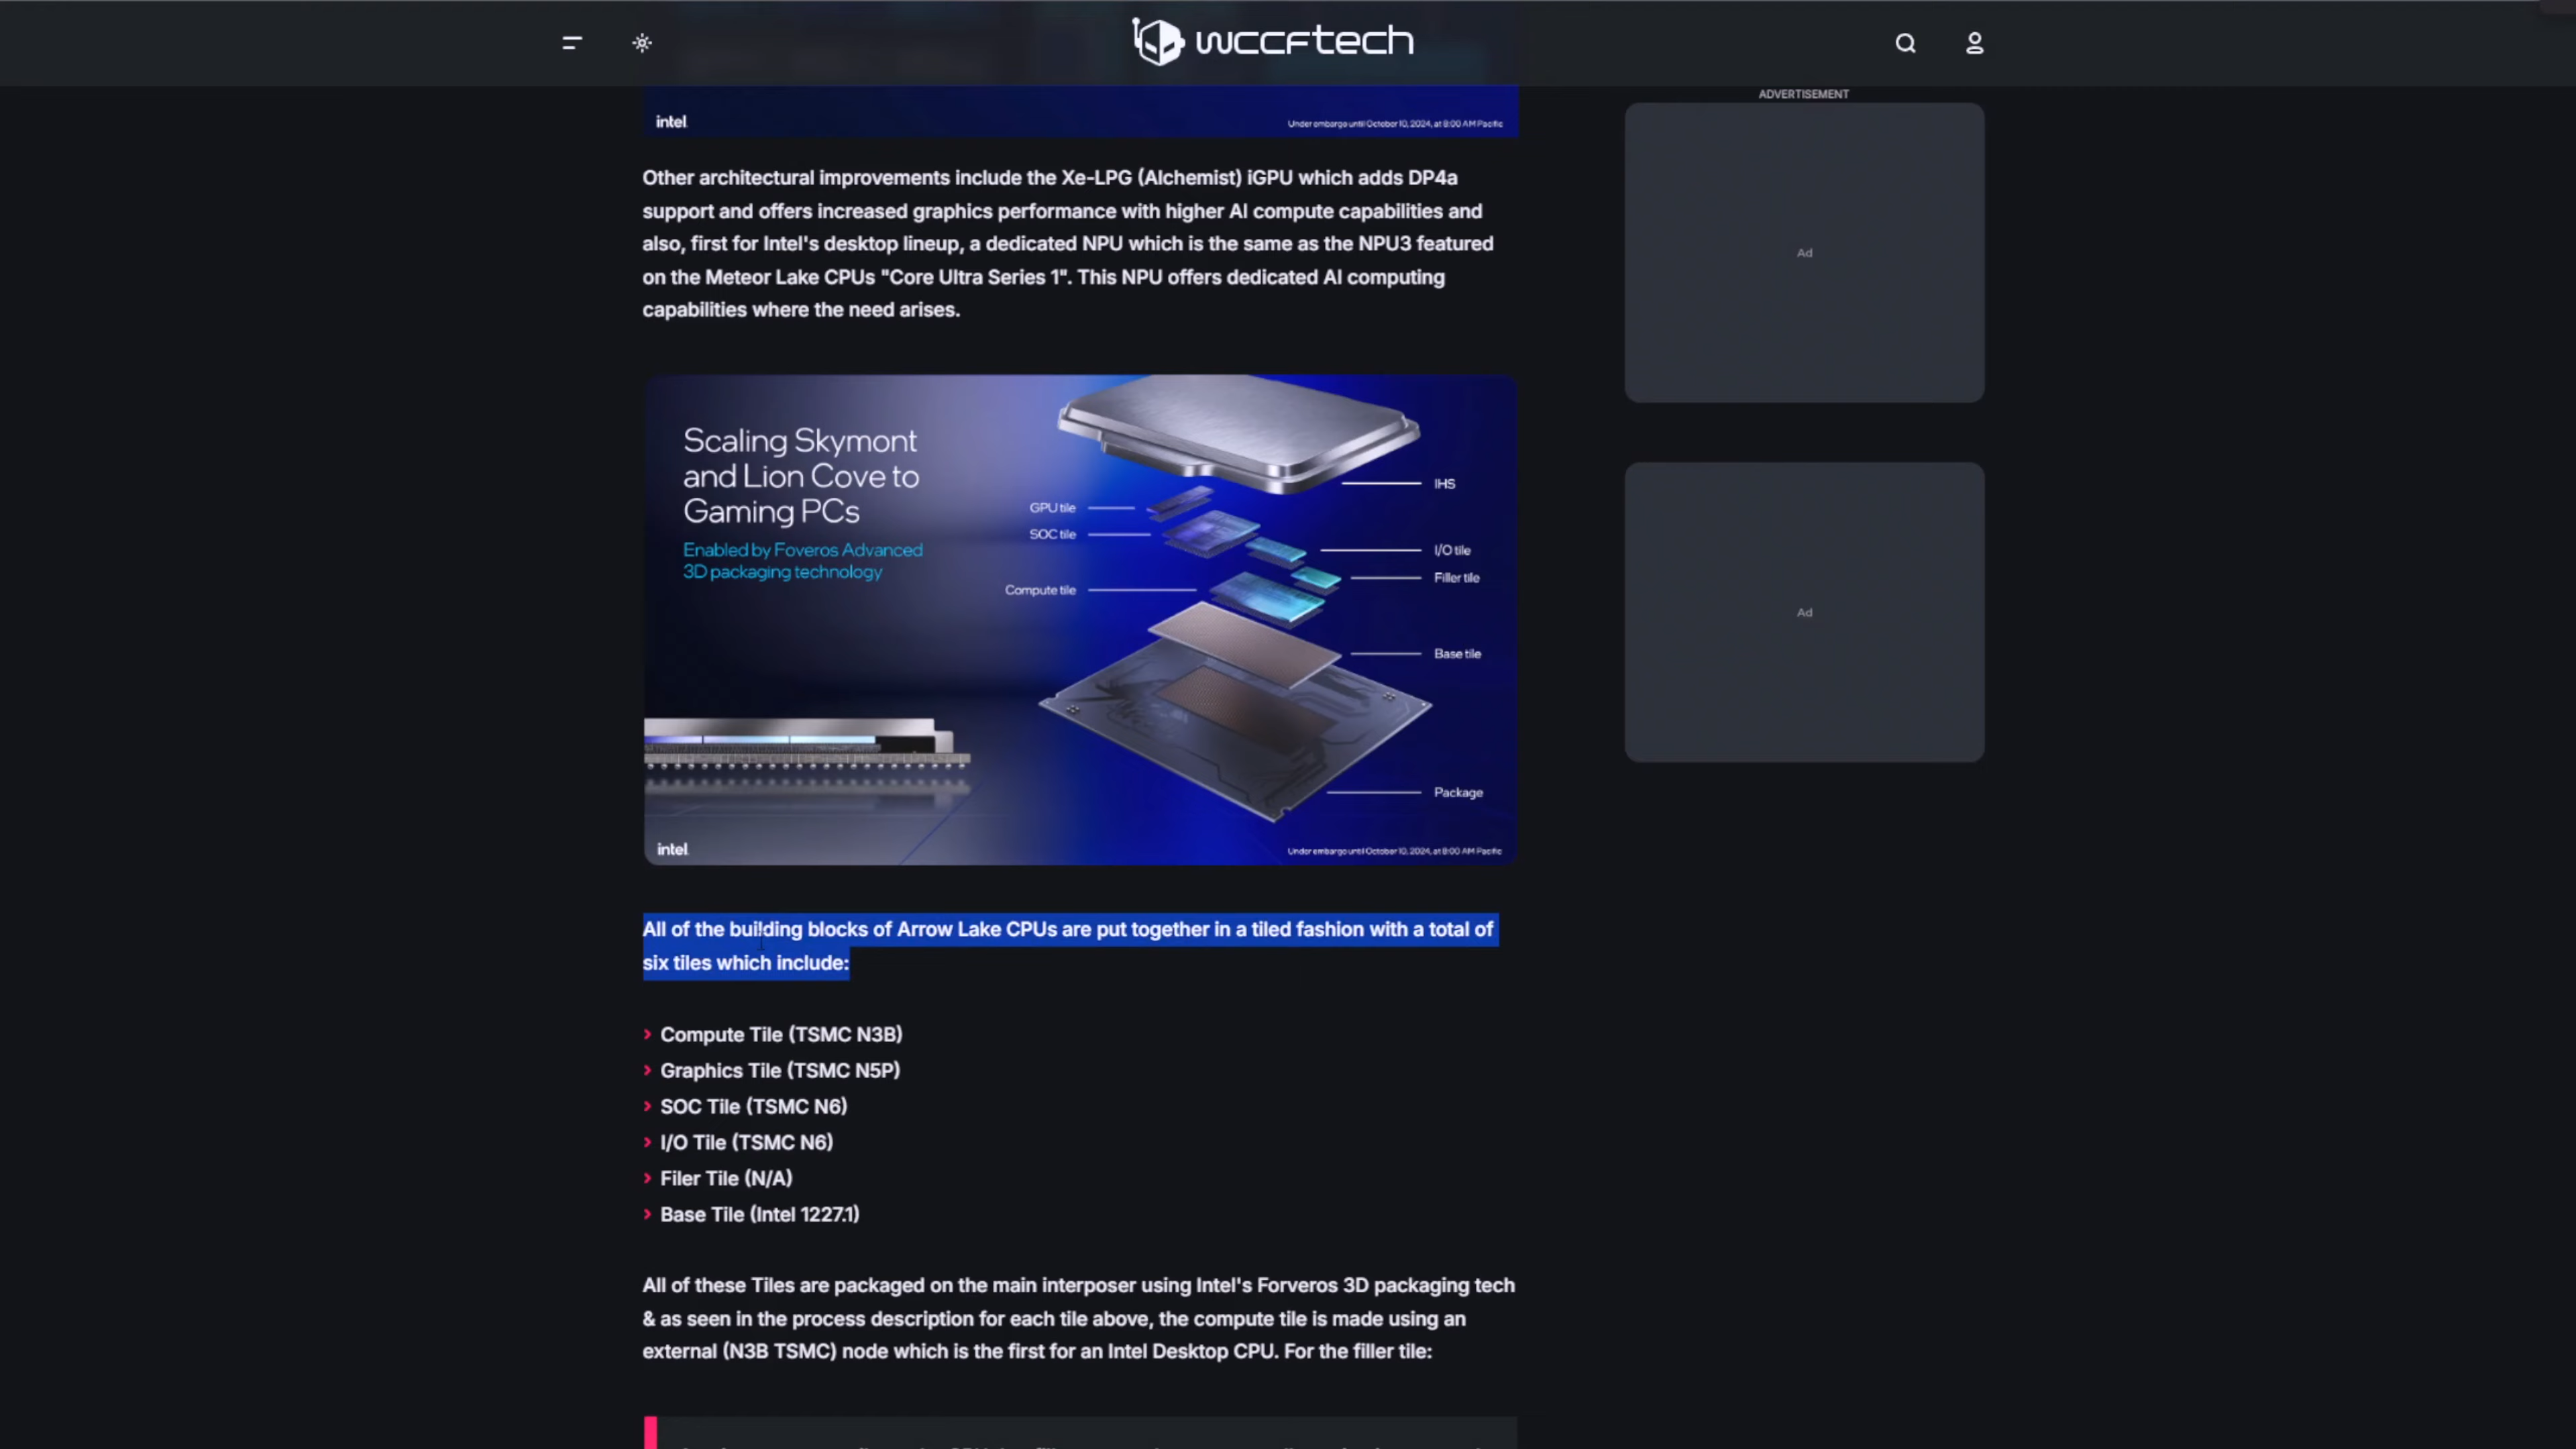 wccftech
ADVERTISEMENT
intel
Under embargo until October 10, 2024, at 8:00 AM Pacific
Other architectural improvements include the Xe-LPG (Alchemist) iGPU which adds DP4a
support and offers increased graphics performance with higher AI compute capabilities and
also, first for Intel's desktop lineup, a dedicated NPU which is the same as the NPU3 featured
on the Meteor Lake CPUs "Core Ultra Series 1". This NPU offers dedicated AI computing
capabilities where the need arises.
Ad
Scaling Skymont
and Lion Cove to
Gaming PCs
Enabled by Foveros Advanced
3D packaging technology
GPU tile
SOC tile
Compute tile
IHS
I/O tile
Filler tile
Base tile
Package
intel
Under embargo until October 10, 2024, at 8:00 AM Pacific
Ad
All of the building blocks of Arrow Lake CPUs are put together in a tiled fashion with a total of
six tiles which include:
Compute Tile (TSMC N3B)
Graphics Tile (TSMC N5P)
SOC Tile (TSMC N6)
I/O Tile (TSMC N6)
Filer Tile (N/A)
Base Tile (Intel 1227.1)
All of these Tiles are packaged on the main interposer using Intel's Forveros 3D packaging tech
& as seen in the process description for each tile above, the compute tile is made using an
external (N3B TSMC) node which is the first for an Intel Desktop CPU. For the filler tile: